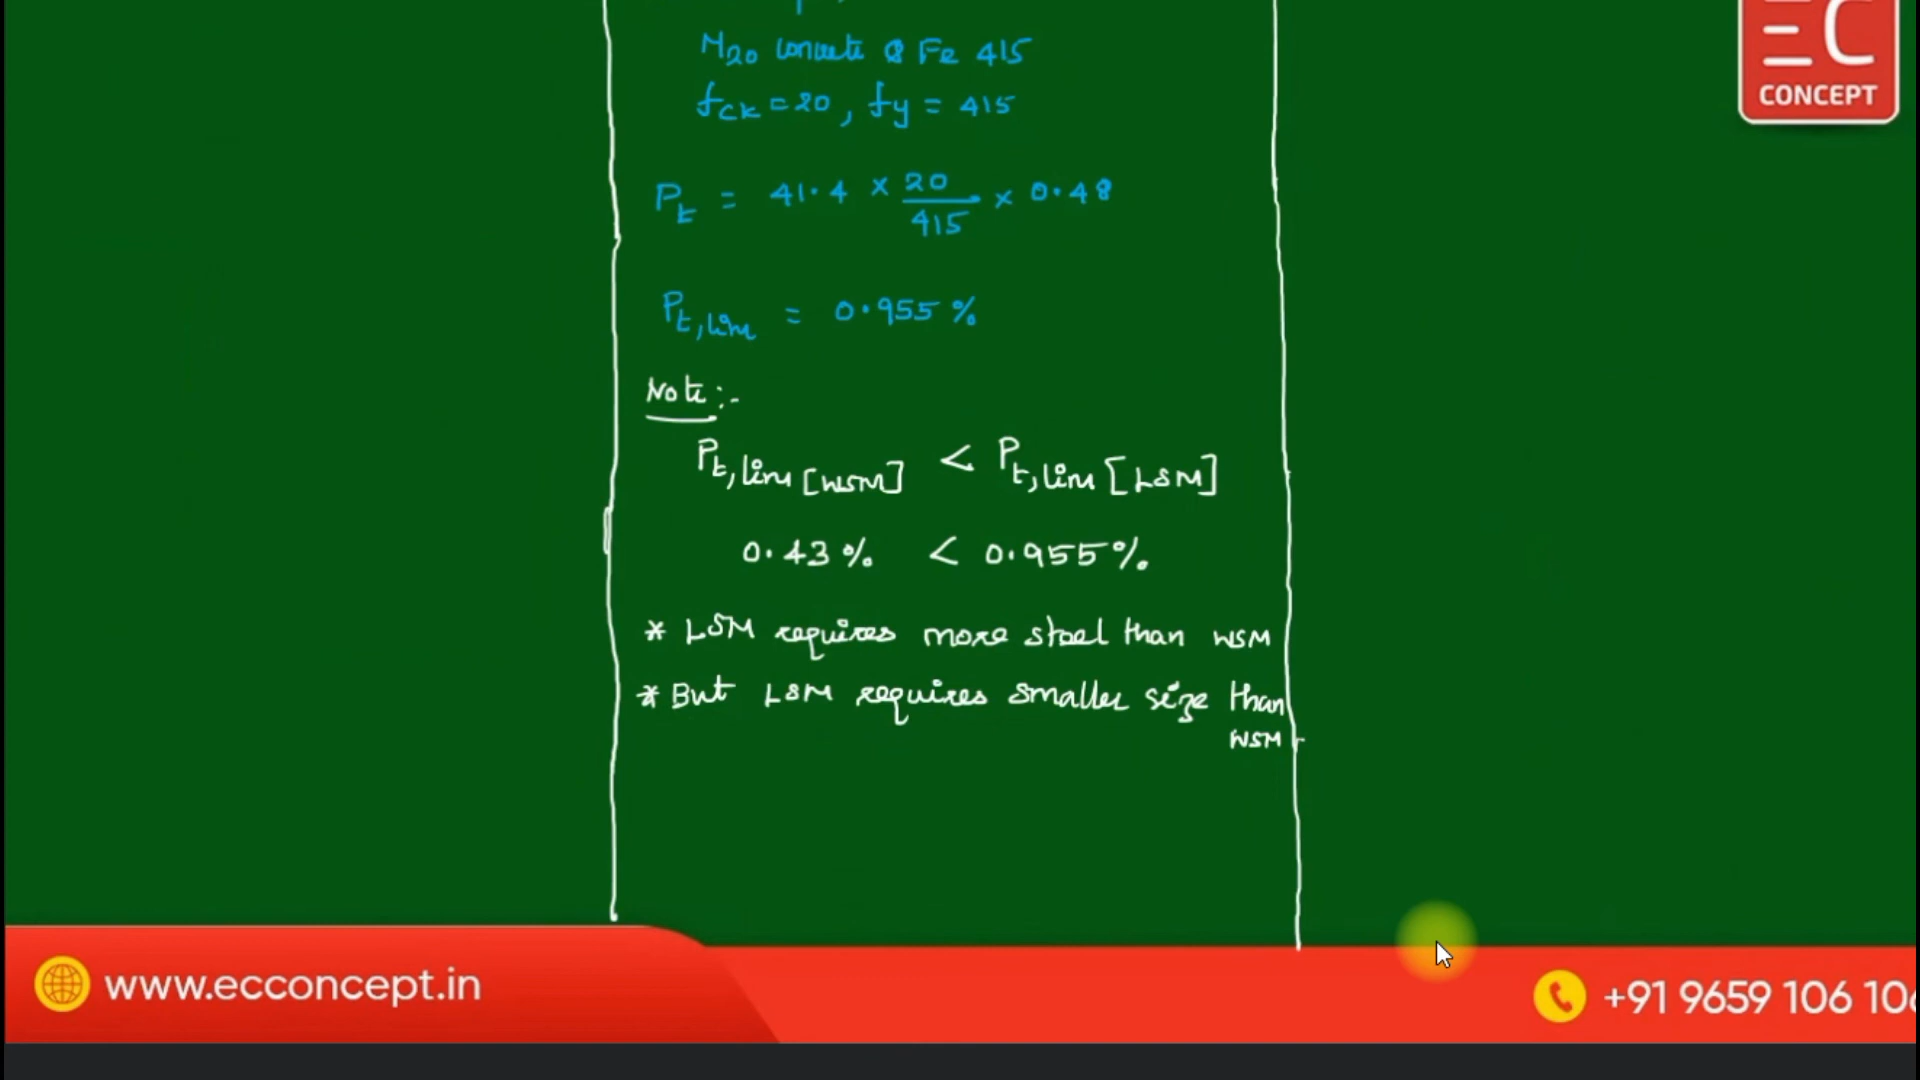 M20 concrete & Fe 415
fck = 20, fy = 415
EC
CONCEPT
Pt = 41.4 × 20/415 × 0.48
Pt,lim = 0.955 %
Note :-
Pt,lim [WSM] < Pt,lim [LSM]
0.43 % < 0.955 %
* LSM requires more steel than WSM
* But LSM requires smaller size than
WSM.
www.ecconcept.in
+91 9659 106 106